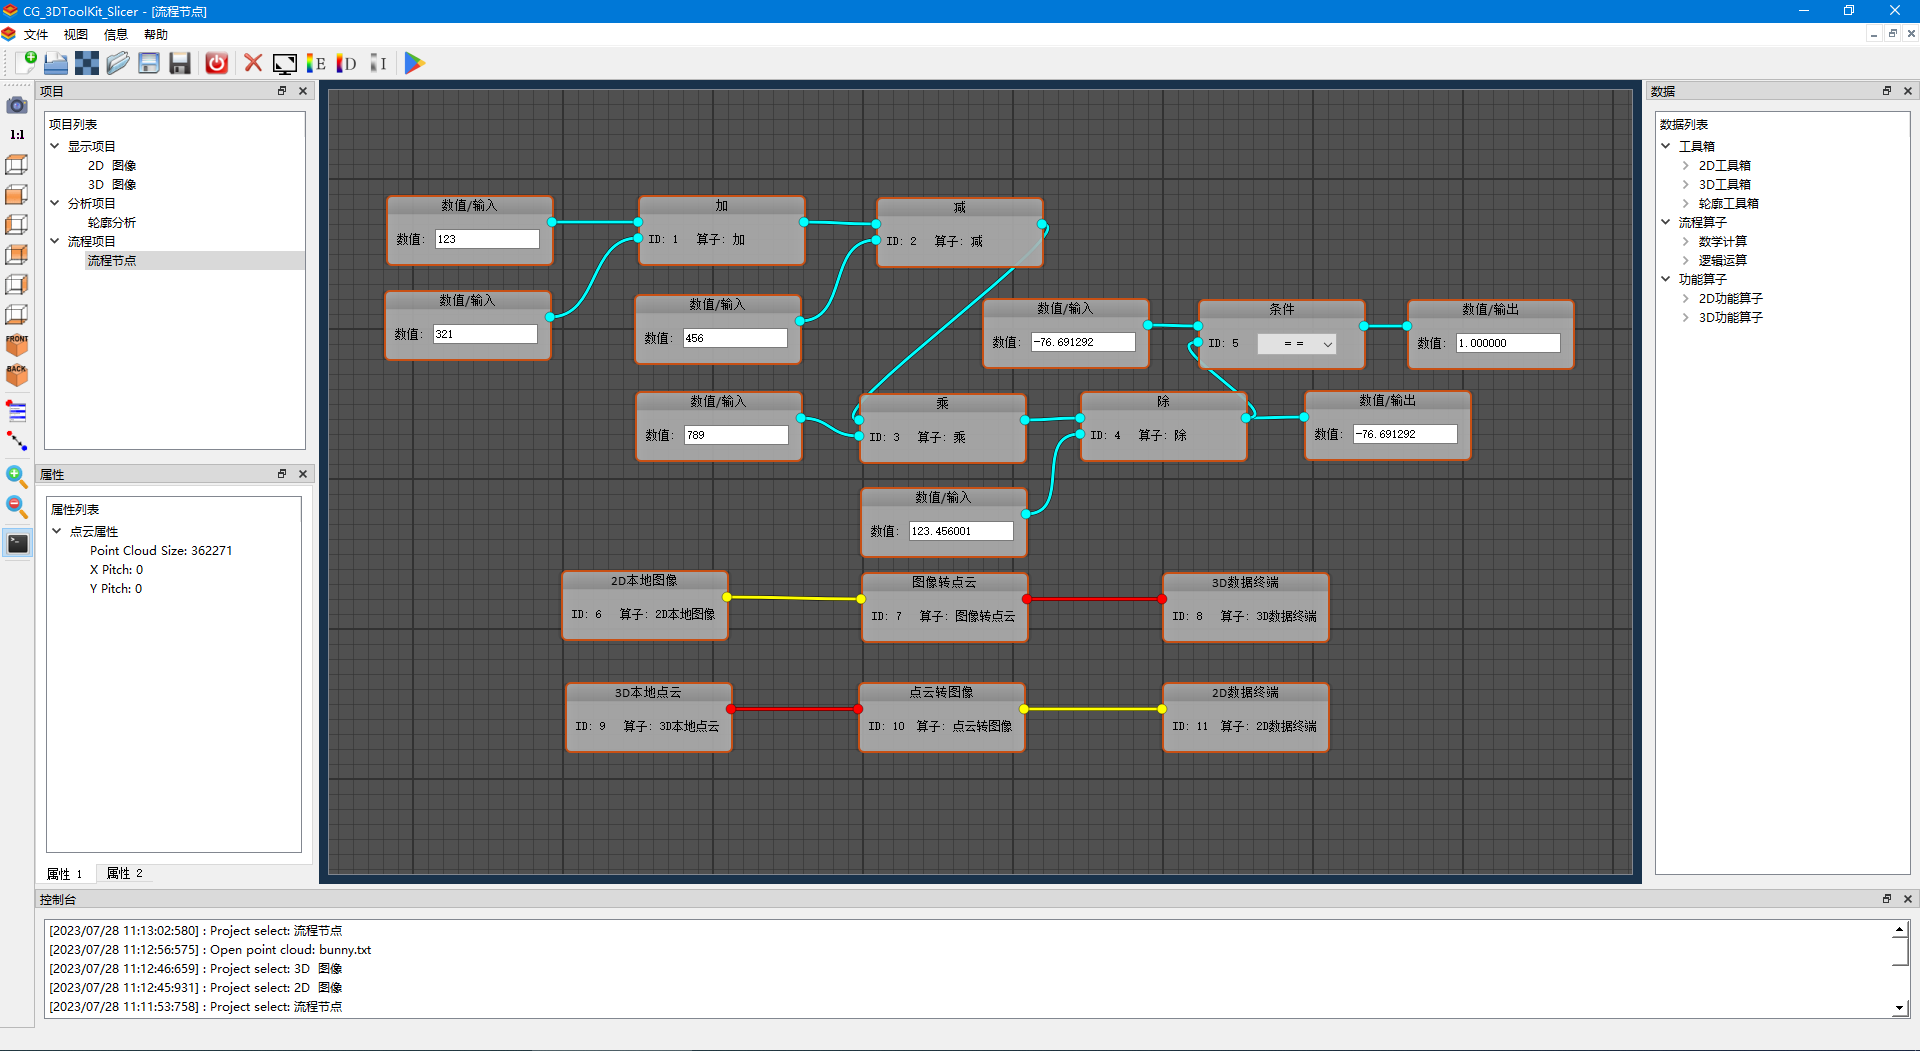 CG_3DToolKit_Slicer - [流程节点]
文件 视图 信息 帮助
E D I
项目
项目列表
显示项目
2D 图像
3D 图像
分析项目
轮廓分析
流程项目
流程节点
1:1
FRONT
BACK
属性
属性列表
点云属性
Point Cloud Size: 362271
X Pitch: 0
Y Pitch: 0
属性 1 属性 2
数值/输入
数值: 123
加
ID: 1 算子: 加
减
ID: 2 算子: 减
数值/输入
数值: 321
数值/输入
数值: 456
数值/输入
数值: -76.691292
条件
ID: 5 ==
数值/输出
数值: 1.000000
数值/输入
数值: 789
乘
ID: 3 算子: 乘
除
ID: 4 算子: 除
数值/输出
数值: -76.691292
数值/输入
数值: 123.456001
2D本地图像
ID: 6 算子: 2D本地图像
图像转点云
ID: 7 算子: 图像转点云
3D数据终端
ID: 8 算子: 3D数据终端
3D本地点云
ID: 9 算子: 3D本地点云
点云转图像
ID: 10 算子: 点云转图像
2D数据终端
ID: 11 算子: 2D数据终端
数据
数据列表
工具箱
2D工具箱
3D工具箱
轮廓工具箱
流程算子
数学计算
逻辑运算
功能算子
2D功能算子
3D功能算子
控制台
[2023/07/28 11:13:02:580] : Project select: 流程节点
[2023/07/28 11:12:56:575] : Open point cloud: bunny.txt
[2023/07/28 11:12:46:659] : Project select: 3D 图像
[2023/07/28 11:12:45:931] : Project select: 2D 图像
[2023/07/28 11:11:53:758] : Project select: 流程节点